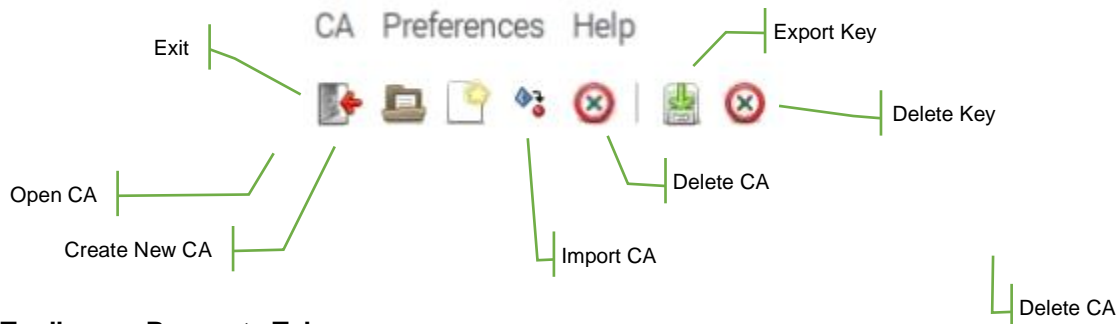 CA Preferences Help
Exit
Export Key
Delete Key
Open CA
Delete CA
Create New CA
Import CA
Delete CA